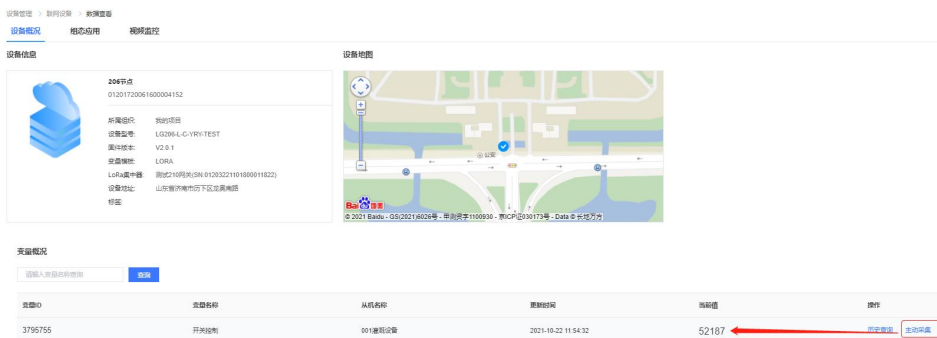 设备管理 > 联网设备 > 数据查看
设备概况 组态应用 视频监控
设备信息
设备地图
206节点
01201720061600004152
所属组织: 我的项目
设备型号: LG206-L-C-YRY-TEST
固件版本: V2.0.1
变量模板: LORA
LoRa集中器: 测试210网关(SN:01203221101800011822)
设备地址: 山东省济南市历下区龙奥南路
标签:
公安
Bai 百度
© 2021 Baidu - GS(2021)6026号 - 甲测资字1100930 - 京ICP证030173号 - Data © 长地万方
变量概况
请输入变量名称查询 查询
变量ID 变量名称 从机名称 更新时间 当前值 操作
3795755 开关控制 001灌溉设备 2021-10-22 11:54:32 52187 历史查询 主动采集